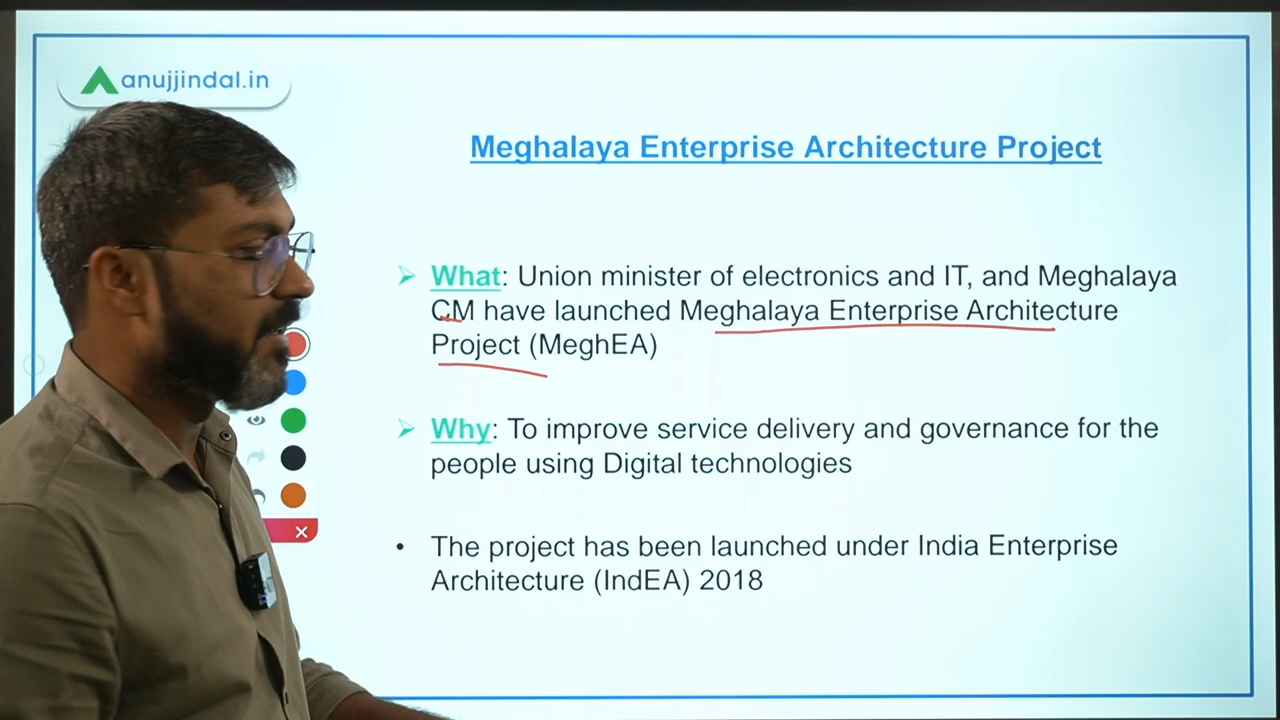 anujjindal.in
Meghalaya Enterprise Architecture Project
What: Union minister of electronics and IT, and Meghalaya
CM have launched Meghalaya Enterprise Architecture
Project (MeghEA)
Why: To improve service delivery and governance for the
people using Digital technologies
• The project has been launched under India Enterprise
Architecture (IndEA) 2018